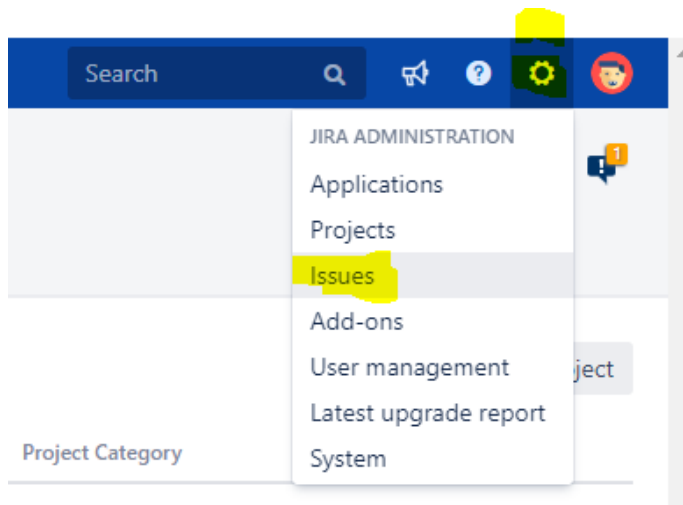 Search
?
JIRA ADMINISTRATION
1
Applications
Projects
Issues
Add-ons
User management
ject
Latest upgrade report
Project Category
System